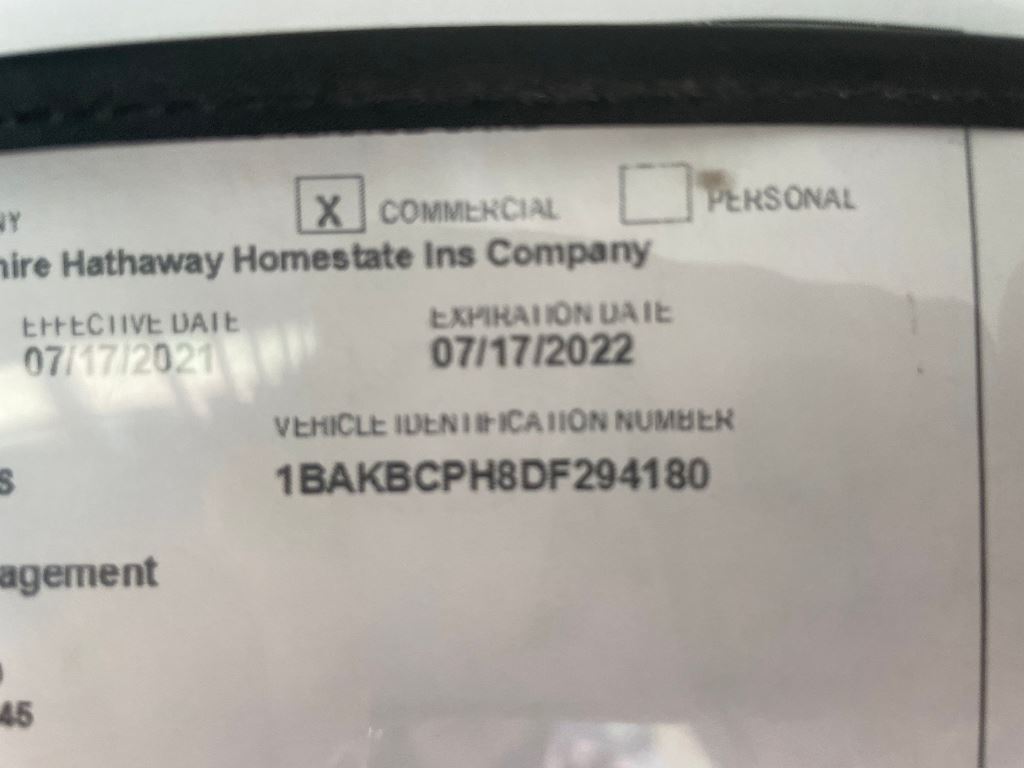 NY
X COMMERCIAL PERSONAL
hire Hathaway Homestate Ins Company
EFFECTIVE DATE EXPIRATION DATE
07/17/2021 07/17/2022
VEHICLE IDENTIFICATION NUMBER
s 1BAKBCPH8DF294180
agement
45